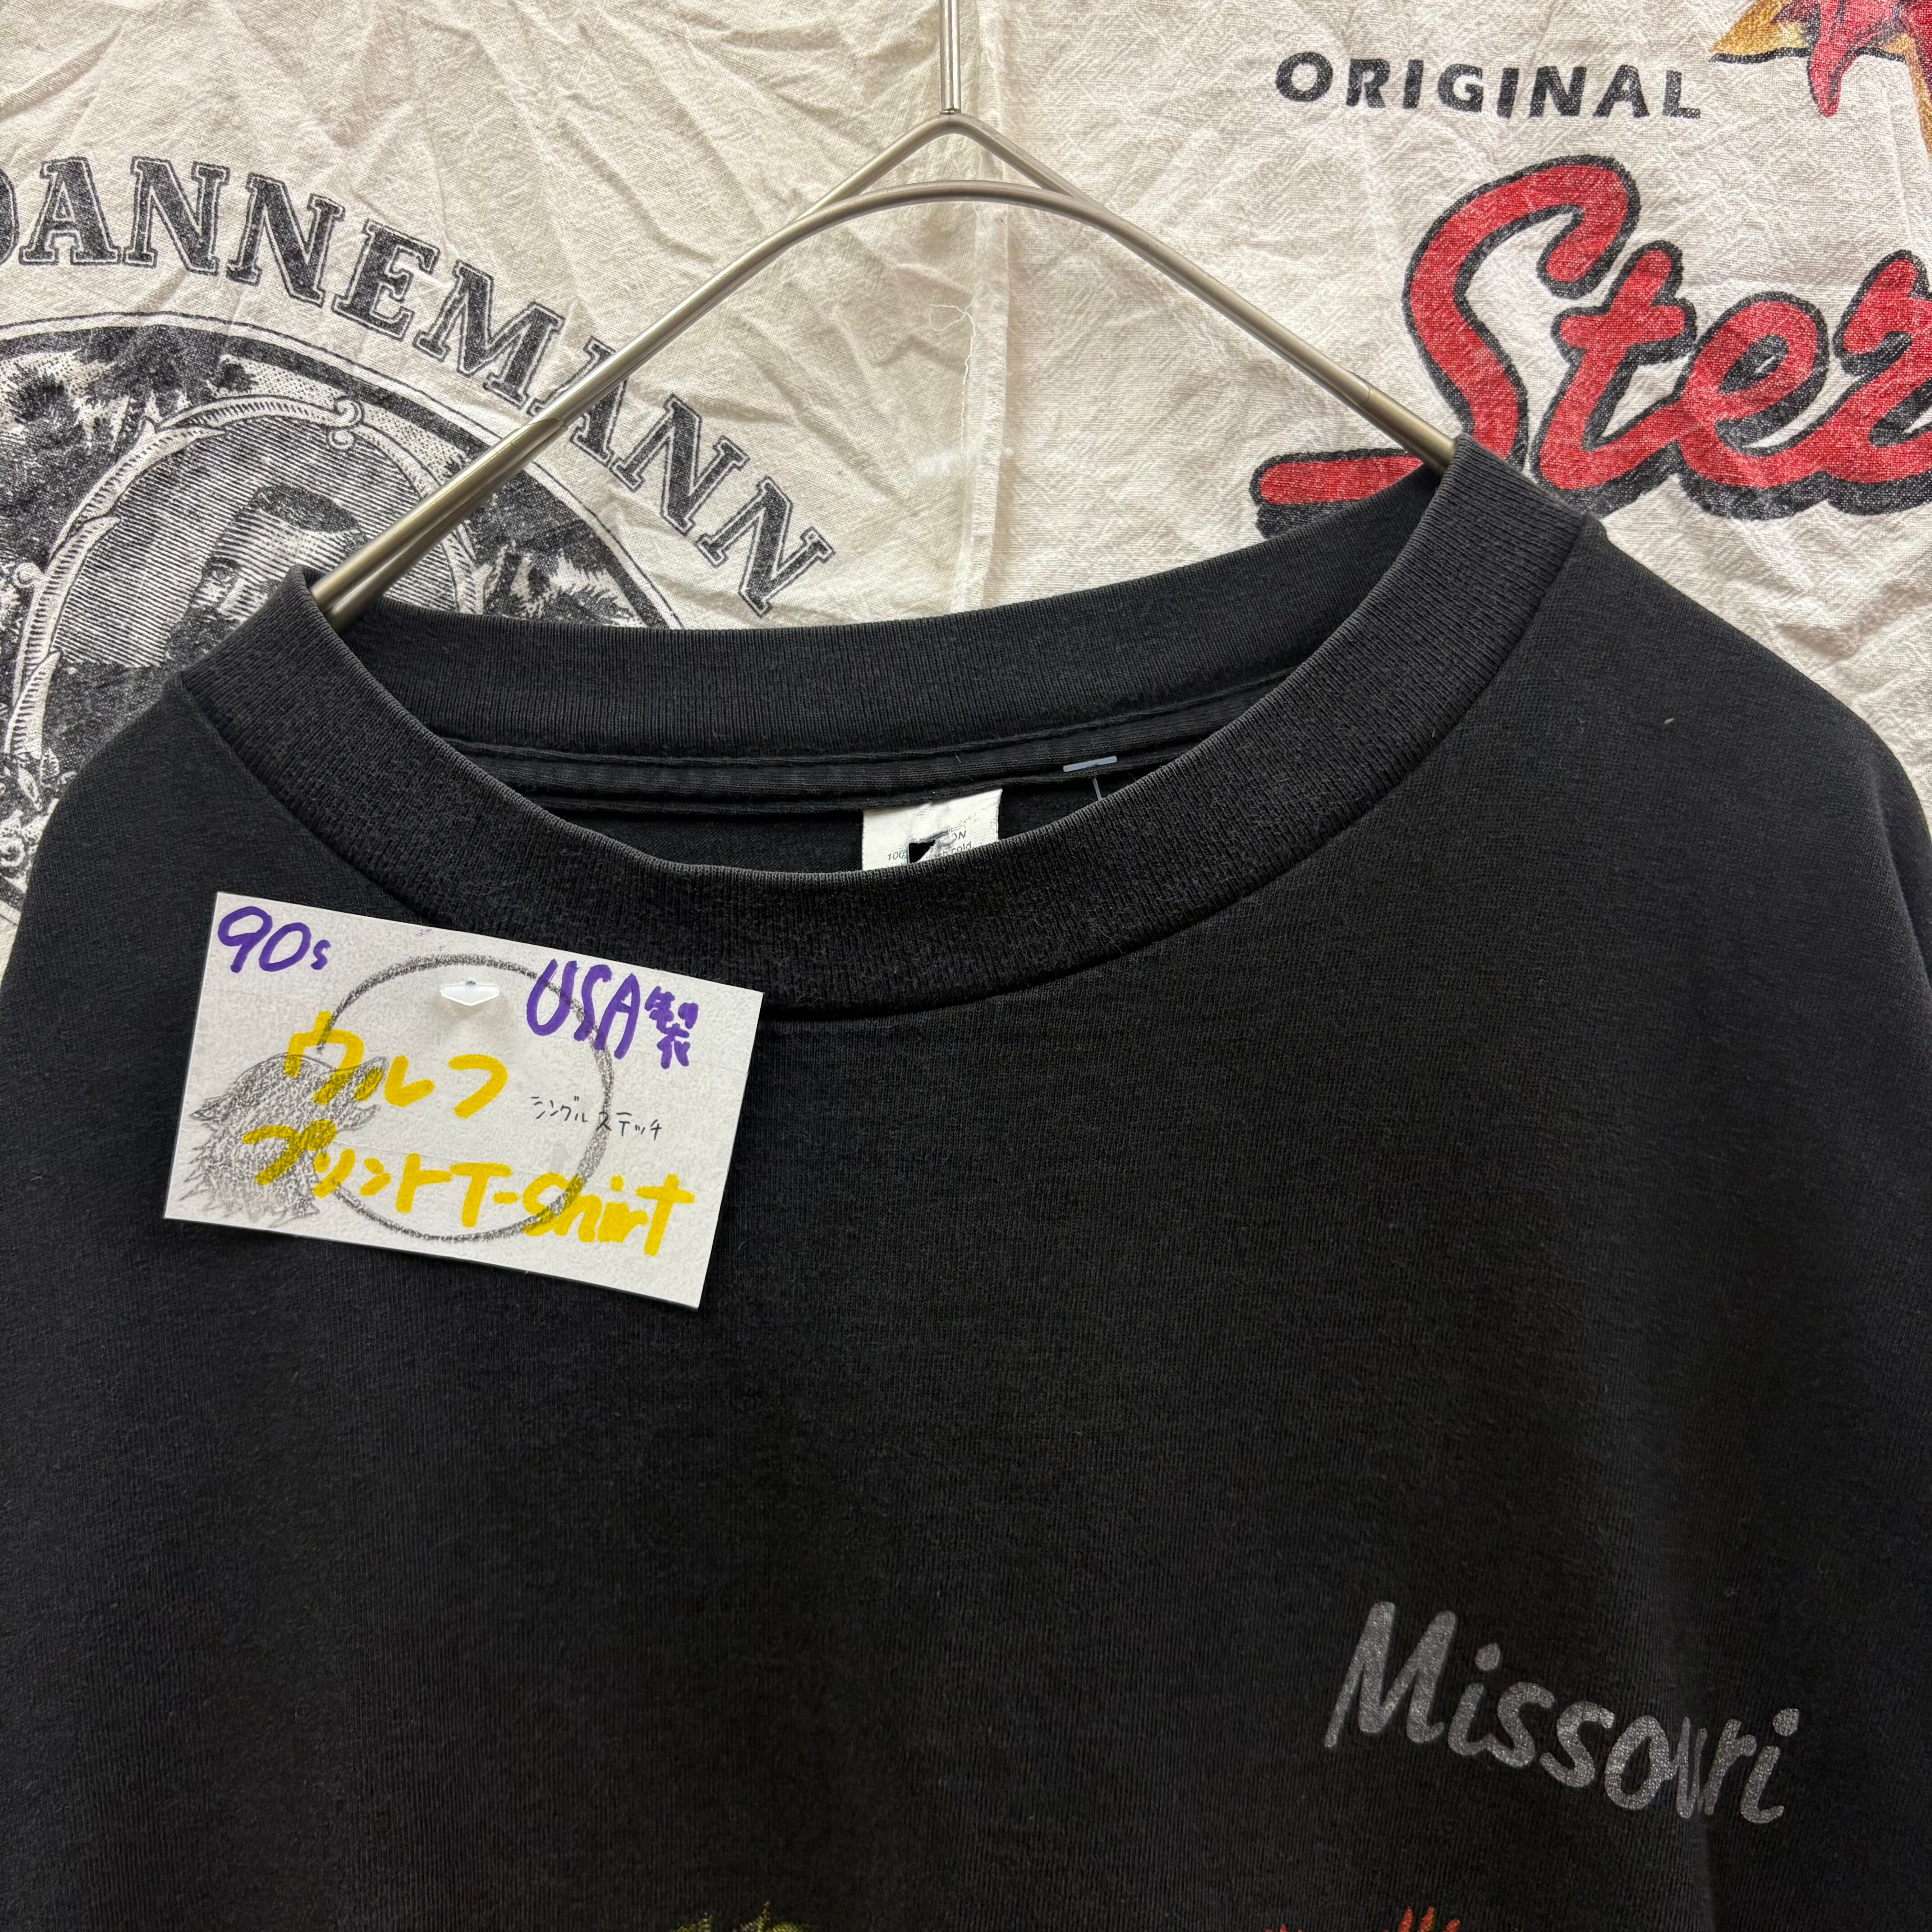 ORIGINAL
DANNEMANN
90s
USA製
ウルフ
シングルステッチ
プリントT-shirt
Missouri